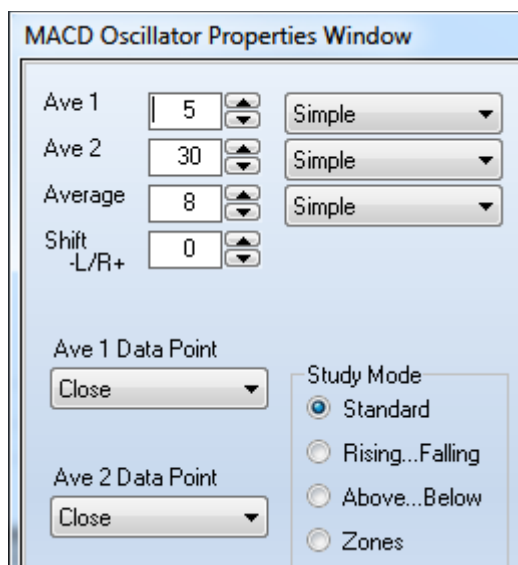 MACD Oscillator Properties Window
Ave 1 5 Simple
Ave 2 30 Simple
Average 8 Simple
Shift 0
-L/R+
Ave 1 Data Point
Close
Study Mode
Standard
Rising...Falling
Ave 2 Data Point
Above...Below
Close
Zones